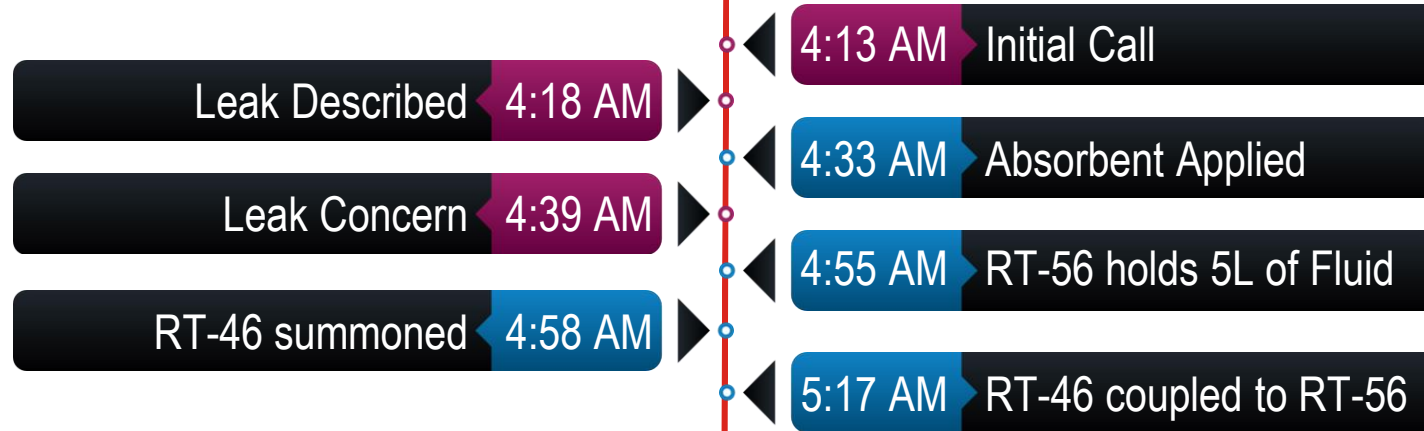 4:13 AM Initial Call
Leak Described 4:18 AM
4:33 AM Absorbent Applied
Leak Concern 4:39 AM
4:55 AM RT-56 holds 5L of Fluid
RT-46 summoned 4:58 AM
5:17 AM RT-46 coupled to RT-56